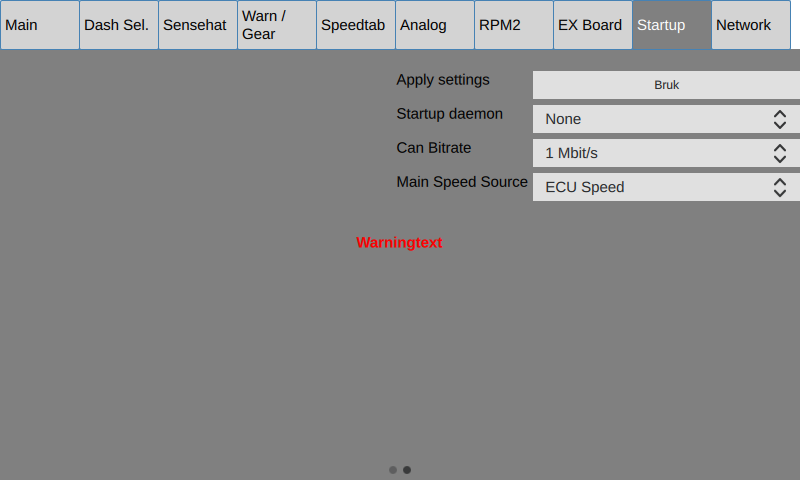 Main
Dash Sel.
Sensehat
Warn /
Gear
Speedtab
Analog
RPM2
EX Board
Startup
Network
Apply settings
Bruk
Startup daemon
None
Can Bitrate
1 Mbit/s
Main Speed Source
ECU Speed
Warningtext